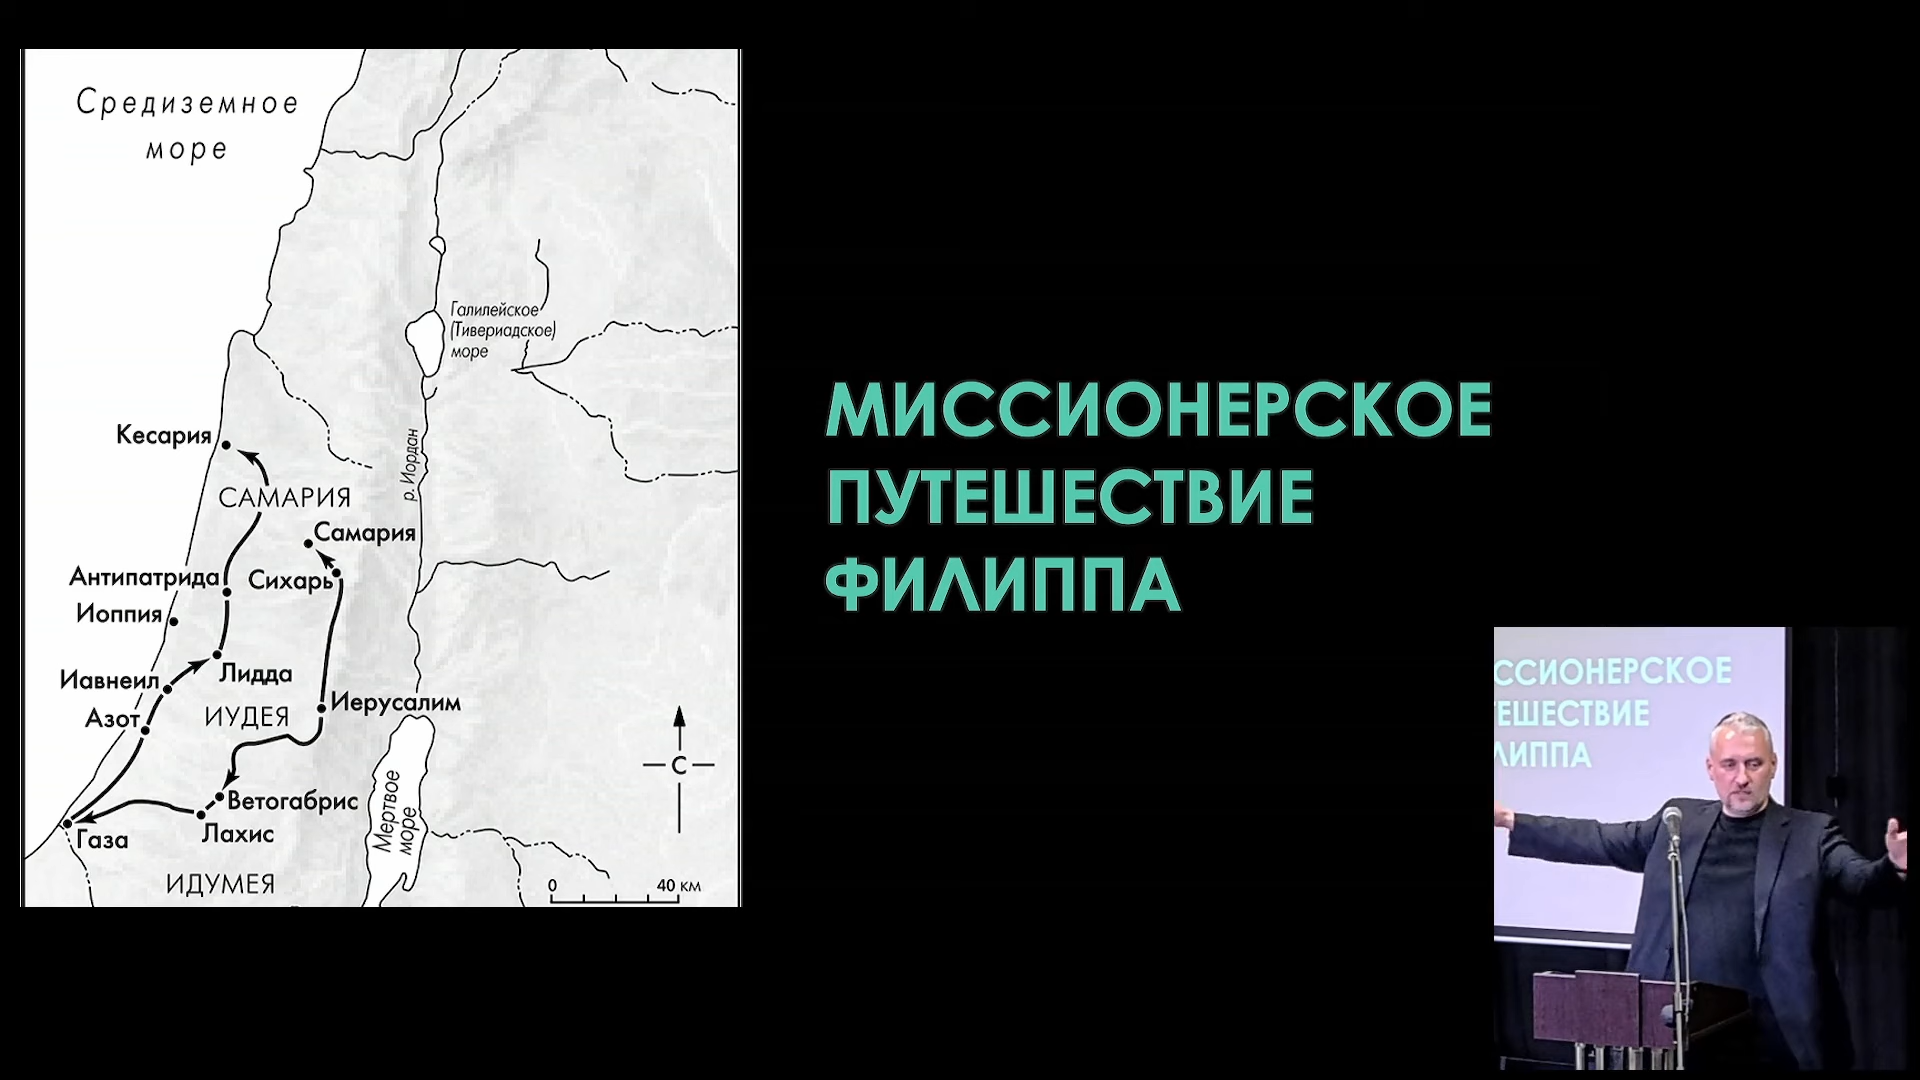 Средиземное
море
Галилейское
(Тивериадское)
море
р. Иордан
Кесария
САМАРИЯ
Самария
Антипатрида
Сихарь
Иоппия
Лидда
Иавнеил
Азот
ИУДЕЯ
Иерусалим
С
Мертвое
море
Ветогабрис
Лахис
Газа
ИДУМЕЯ
0
40 км
МИССИОНЕРСКОЕ
ПУТЕШЕСТВИЕ
ФИЛИППА
ССИОНЕРСКОЕ
ТЕШЕСТВИЕ
ЛИППА